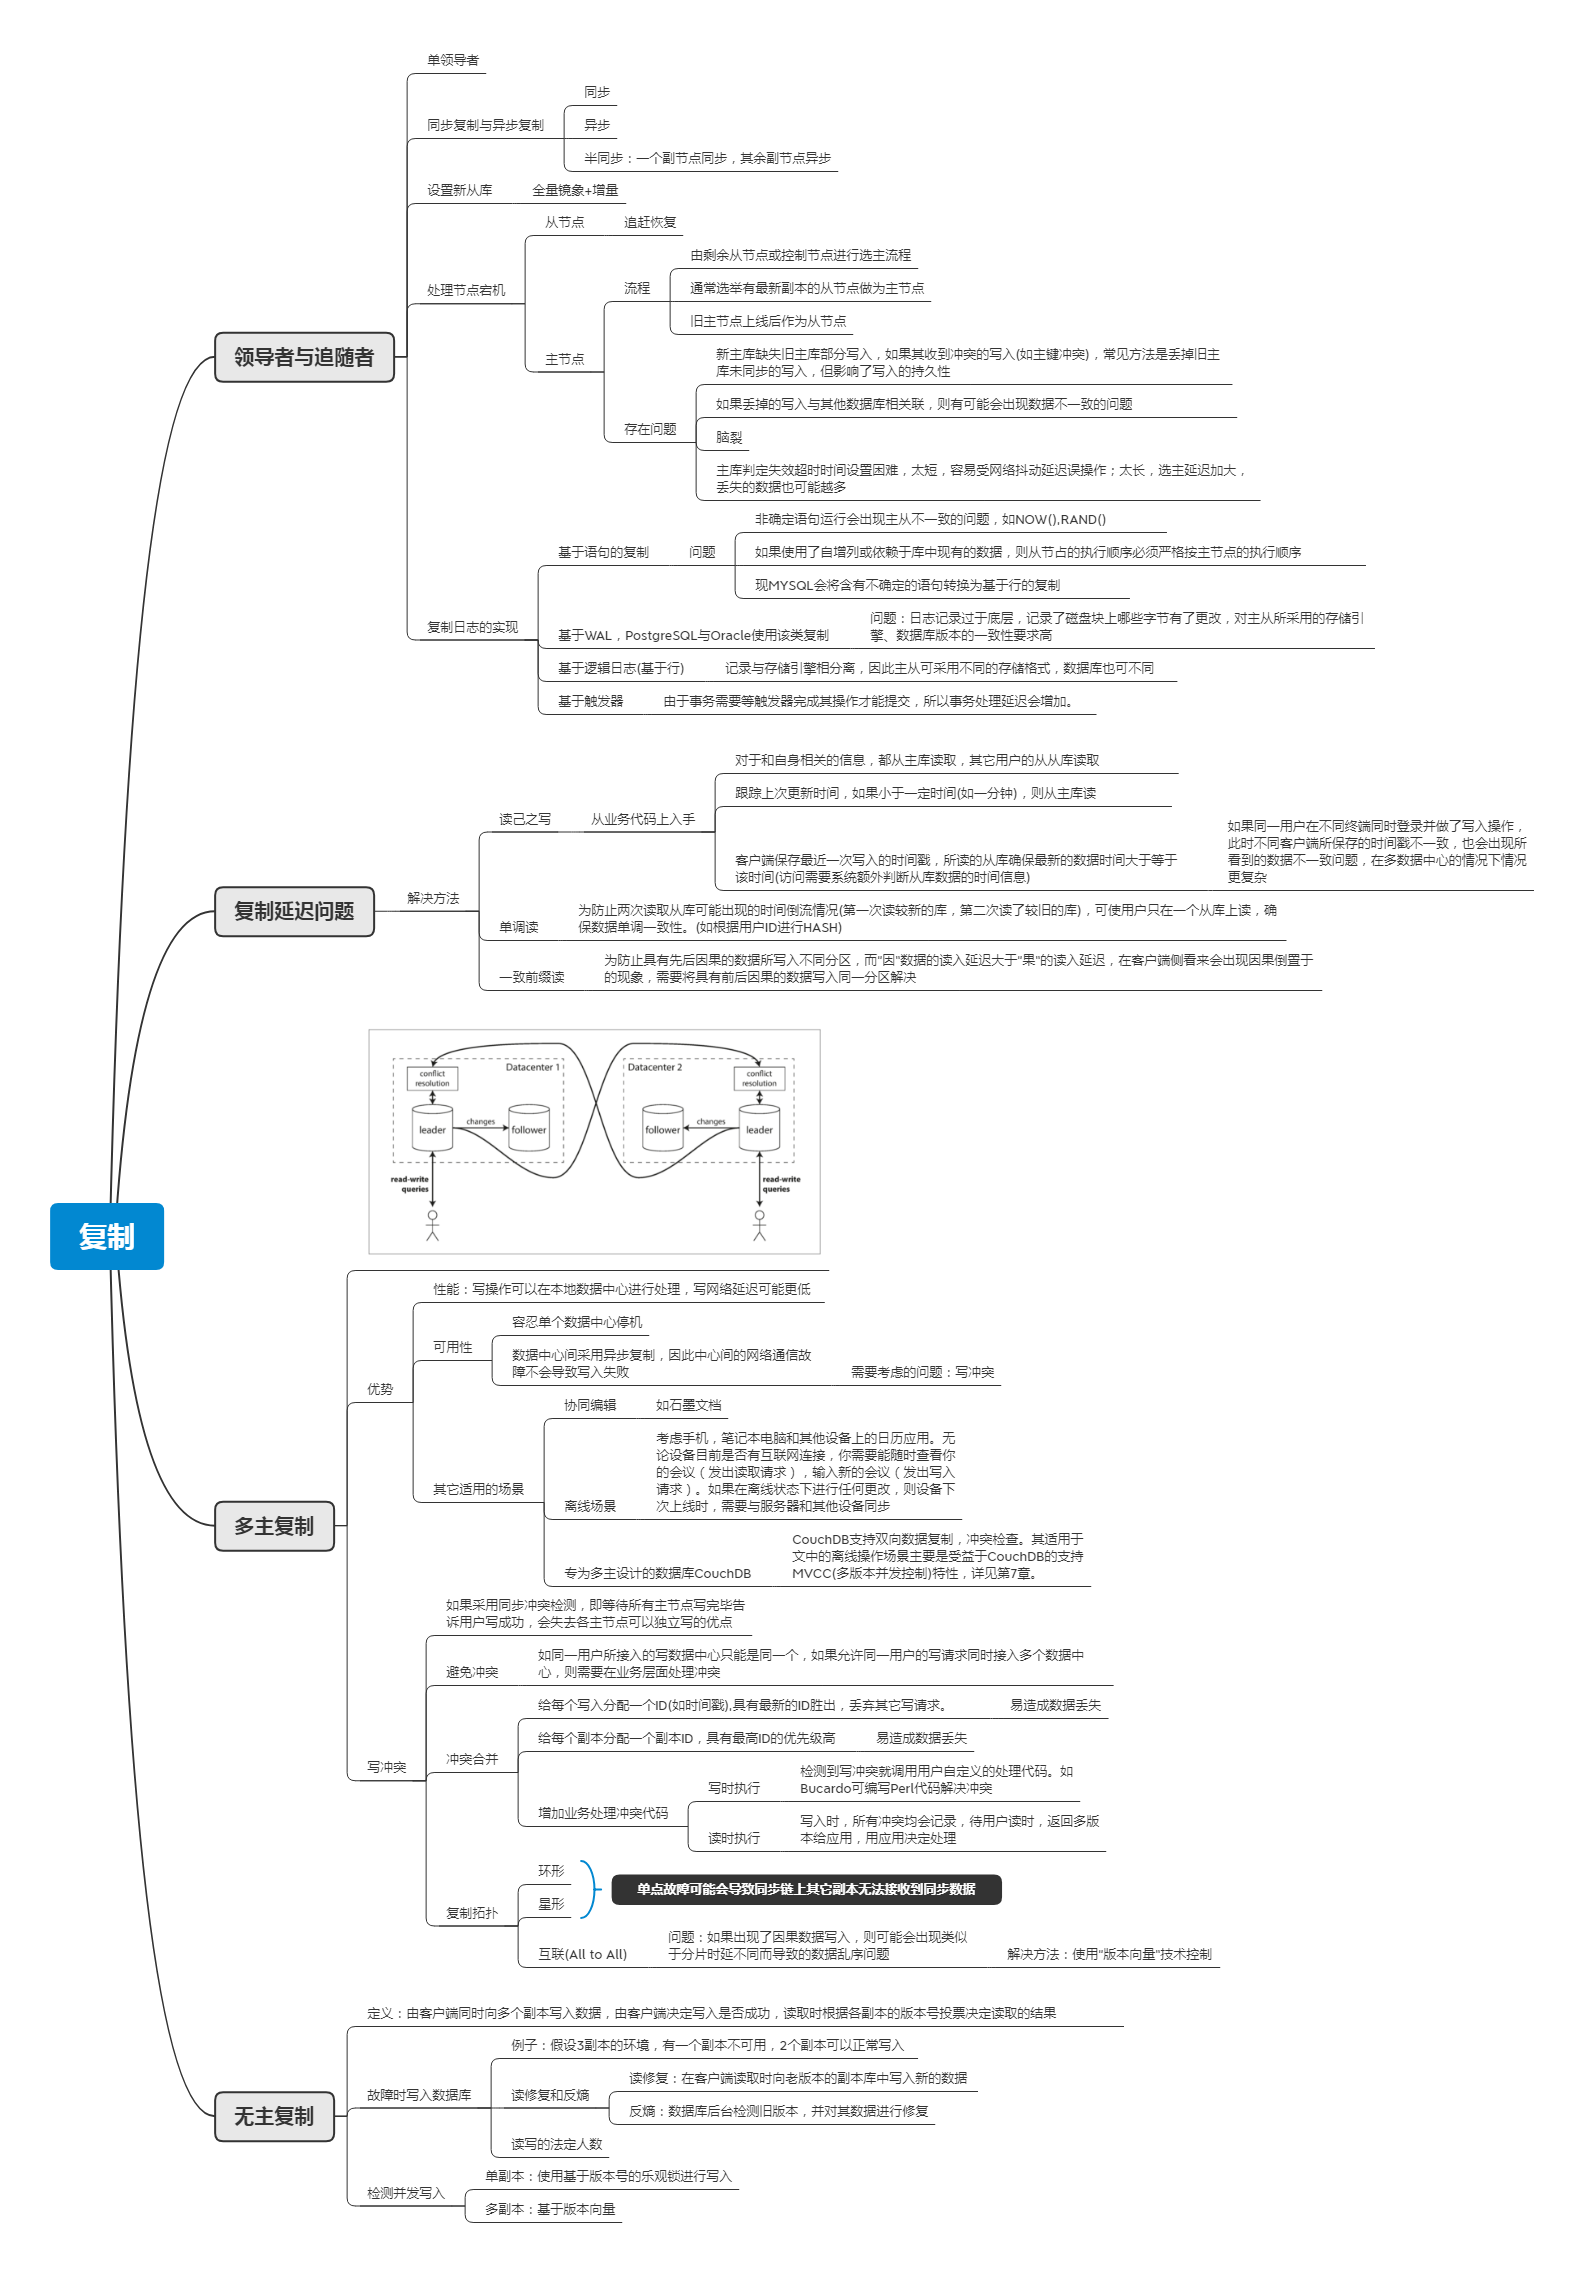 单领导者
同步
同步复制与异步复制
异步
半同步：一个副节点同步，其余副节点异步
设置新从库
全量镜象+增量
从节点
追赶恢复
由剩余从节点或控制节点进行选主流程
处理节点宕机
流程
通常选举有最新副本的从节点做为主节点
旧主节点上线后作为从节点
领导者与追随者
主节点
新主库缺失旧主库部分写入，如果其收到冲突的写入(如主键冲突)，常见方法是丢掉旧主
库未同步的写入，但影响了写入的持久性
如果丢掉的写入与其他数据库相关联，则有可能会出现数据不一致的问题
存在问题
脑裂
主库判定失效超时时间设置困难，太短，容易受网络抖动延迟误操作；太长，选主延迟加大，
丢失的数据也可能越多
非确定语句运行会出现主从不一致的问题，如NOW(),RAND()
基于语句的复制
问题
如果使用了自增列或依赖于库中现有的数据，则从节占的执行顺序必须严格按主节点的执行顺序
现MYSQL会将含有不确定的语句转换为基于行的复制
复制日志的实现
基于WAL，PostgreSQL与Oracle使用该类复制
问题：日志记录过于底层，记录了磁盘块上哪些字节有了更改，对主从所采用的存储引
擎、数据库版本的一致性要求高
基于逻辑日志(基于行)
记录与存储引擎相分离，因此主从可采用不同的存储格式，数据库也可不同
基于触发器
由于事务需要等触发器完成其操作才能提交，所以事务处理延迟会增加。
对于和自身相关的信息，都从主库读取，其它用户的从从库读取
跟踪上次更新时间，如果小于一定时间(如一分钟)，则从主库读
读己之写
从业务代码上入手
客户端保存最近一次写入的时间戳，所读的从库确保最新的数据时间大于等于
该时间(访问需要系统额外判断从库数据的时间信息)
如果同一用户在不同终端同时登录并做了写入操作，
此时不同客户端所保存的时间戳不一致，也会出现所
看到的数据不一致问题，在多数据中心的情况下情况
更复杂
复制延迟问题
解决方法
单调读
为防止两次读取从库可能出现的时间倒流情况(第一次读较新的库，第二次读了较旧的库)，可使用户只在一个从库上读，确
保数据单调一致性。(如根据用户ID进行HASH)
一致前缀读
为防止具有先后因果的数据所写入不同分区，而"因"数据的读入延迟大于"果"的读入延迟，在客户端侧看来会出现因果倒置于
的现象，需要将具有前后因果的数据写入同一分区解决
conflict
resolution
Datacenter 1
Datacenter 2
conflict
resolution
leader
changes
follower
follower
changes
leader
read-write
queries
read-write
queries
复制
性能：写操作可以在本地数据中心进行处理，写网络延迟可能更低
优势
可用性
容忍单个数据中心停机
数据中心间采用异步复制，因此中心间的网络通信故
障不会导致写入失败
需要考虑的问题：写冲突
其它适用的场景
协同编辑
如石墨文档
离线场景
考虑手机，笔记本电脑和其他设备上的日历应用。无
论设备目前是否有互联网连接，你需要能随时查看你
的会议（发出读取请求），输入新的会议（发出写入
请求）。如果在离线状态下进行任何更改，则设备下
次上线时，需要与服务器和其他设备同步
专为多主设计的数据库CouchDB
CouchDB支持双向数据复制，冲突检查。其适用于
文中的离线操作场景主要是受益于CouchDB的支持
MVCC(多版本并发控制)特性，详见第7章。
多主复制
如果采用同步冲突检测，即等待所有主节点写完毕告
诉用户写成功，会失去各主节点可以独立写的优点
避免冲突
如同一用户所接入的写数据中心只能是同一个，如果允许同一用户的写请求同时接入多个数据中
心，则需要在业务层面处理冲突
写冲突
冲突合并
给每个写入分配一个ID(如时间戳),具有最新的ID胜出，丢弃其它写请求。
易造成数据丢失
给每个副本分配一个副本ID，具有最高ID的优先级高
易造成数据丢失
增加业务处理冲突代码
写时执行
检测到写冲突就调用用户自定义的处理代码。如
Bucardo可编写Perl代码解决冲突
读时执行
写入时，所有冲突均会记录，待用户读时，返回多版
本给应用，用应用决定处理
复制拓扑
环形
星形
单点故障可能会导致同步链上其它副本无法接收到同步数据
互联(All to All)
问题：如果出现了因果数据写入，则可能会出现类似
于分片时延不同而导致的数据乱序问题
解决方法：使用"版本向量"技术控制
定义：由客户端同时向多个副本写入数据，由客户端决定写入是否成功，读取时根据各副本的版本号投票决定读取的结果
无主复制
故障时写入数据库
例子：假设3副本的环境，有一个副本不可用，2个副本可以正常写入
读修复和反熵
读修复：在客户端读取时向老版本的副本库中写入新的数据
反熵：数据库后台检测旧版本，并对其数据进行修复
读写的法定人数
检测并发写入
单副本：使用基于版本号的乐观锁进行写入
多副本：基于版本向量